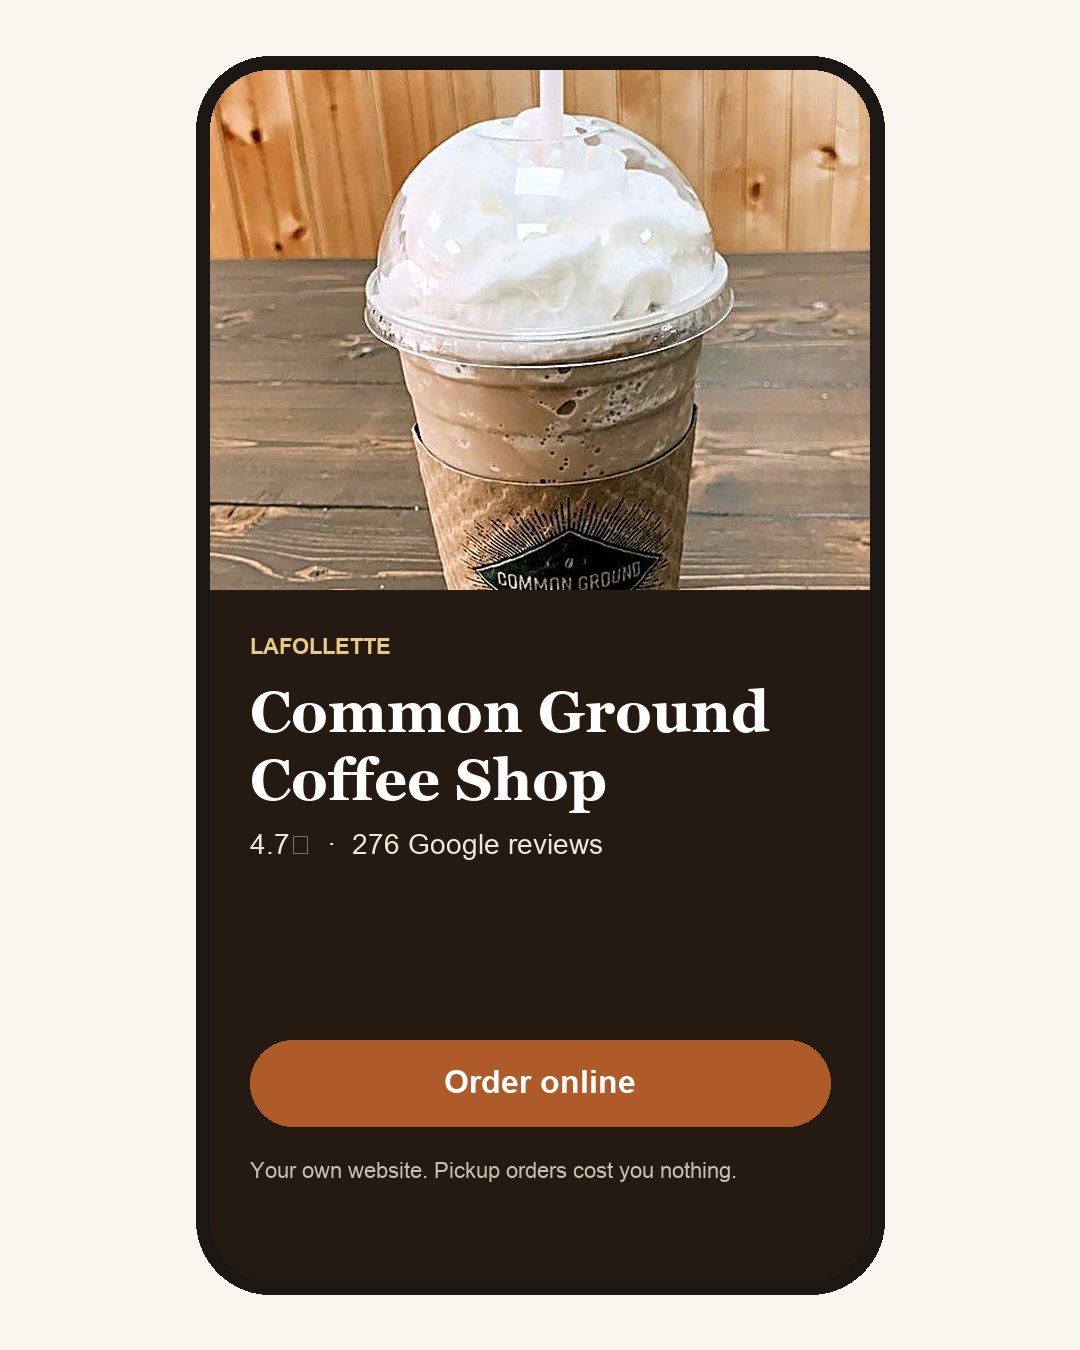 COMMON GROUND
LAFOLLETTE
Common Ground
Coffee Shop
4.7□ · 276 Google reviews
Order online
Your own website. Pickup orders cost you nothing.